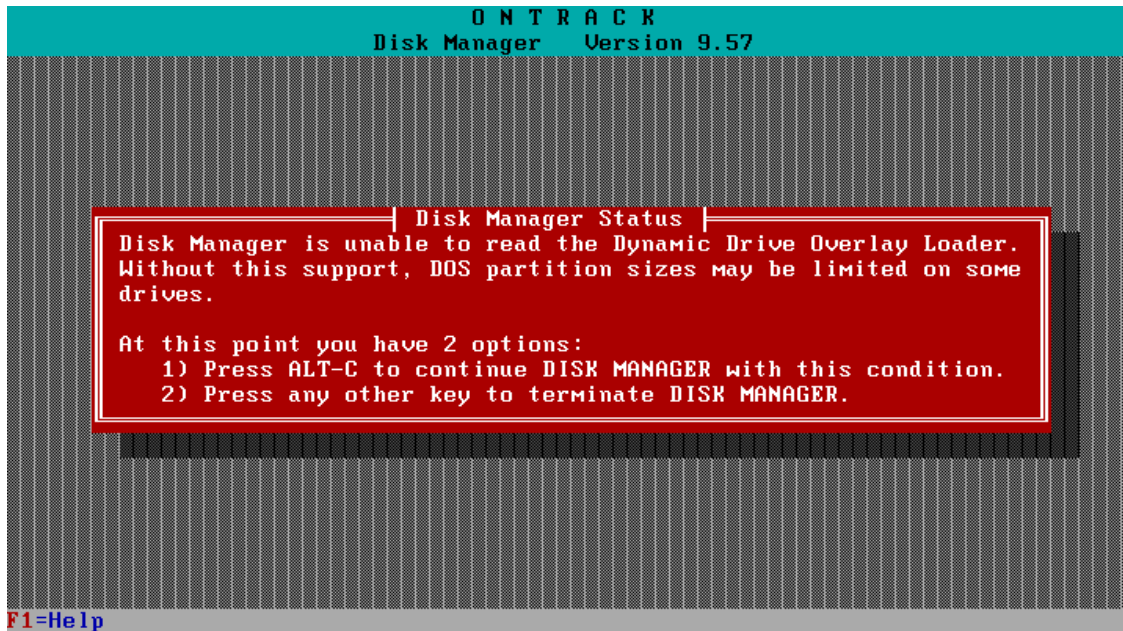 O N T R A C K
Disk Manager Version 9.57
Disk Manager Status
Disk Manager is unable to read the Dynamic Drive Overlay Loader.
Without this support, DOS partition sizes may be limited on some
drives.
At this point you have 2 options:
1) Press ALT-C to continue DISK MANAGER with this condition.
2) Press any other key to terminate DISK MANAGER.
F1=Help